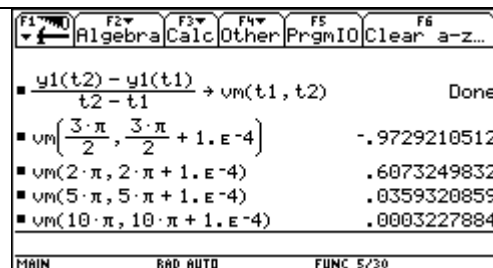 F1 F2 F3 F4 F5 F6
Algebra Calc Other PrgmIO Clear a-z…
y1(t2) - y1(t1)
t2 - t1
→ vm(t1, t2) Done
vm(3·π/2, 3·π/2 + 1.ᴇ-4) -.9729210512
vm(2·π, 2·π + 1.ᴇ-4) .6073249832
vm(5·π, 5·π + 1.ᴇ-4) .0359320859
vm(10·π, 10·π + 1.ᴇ-4) .0003227884
MAIN RAD AUTO FUNC 5/30